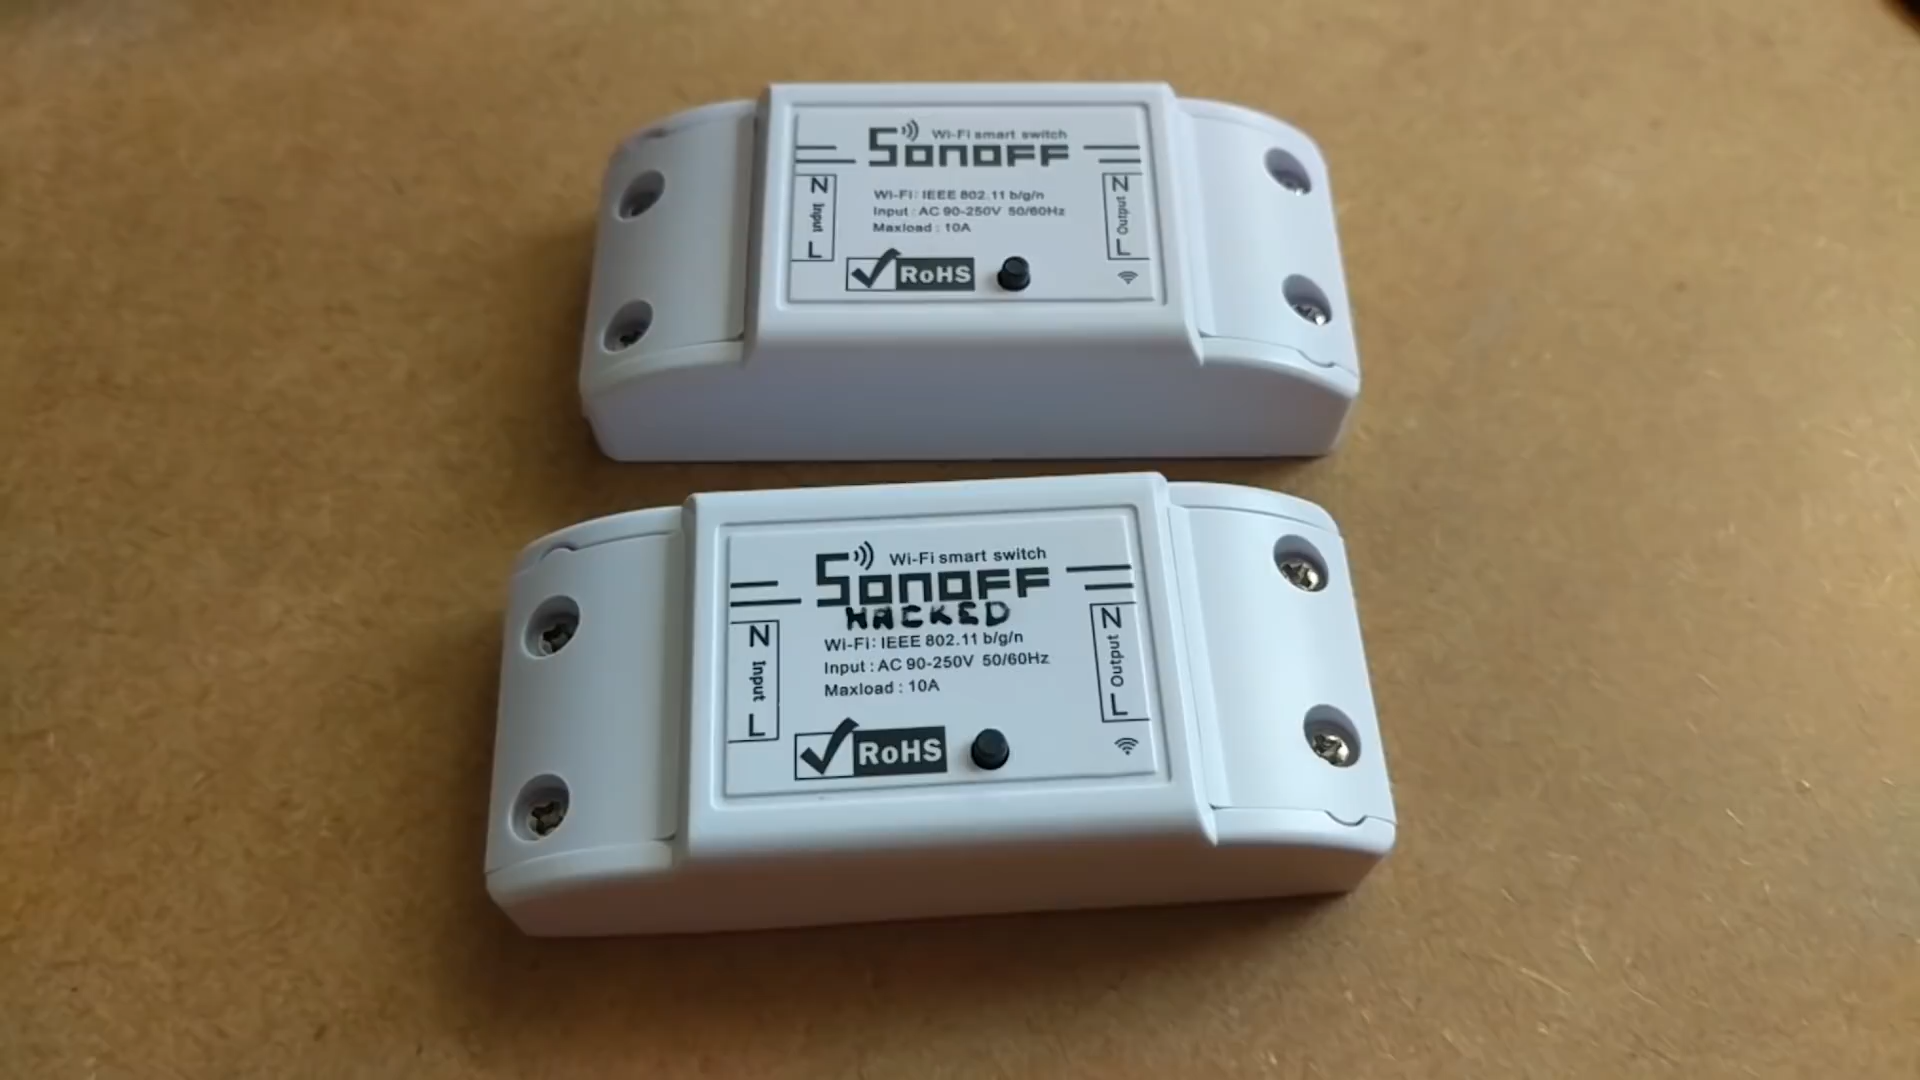 Wi-Fi smart switch
SONOFF
N Input L
Wi-Fi: IEEE 802.11 b/g/n
Input : AC 90-250V 50/60Hz
Maxload : 10A
N Output L
RoHS
Wi-Fi smart switch
SONOFF
HACKED
N Input L
Wi-Fi: IEEE 802.11 b/g/n
Input : AC 90-250V 50/60Hz
Maxload : 10A
N Output L
RoHS